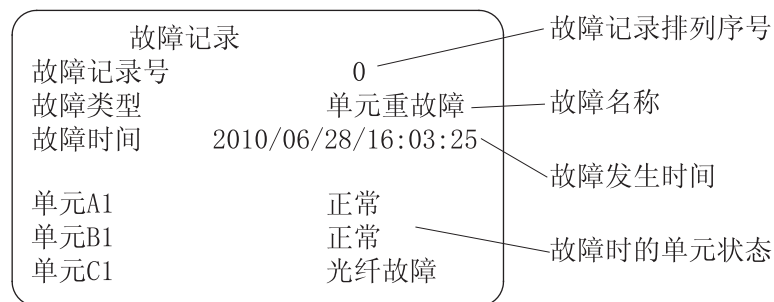 故障记录
故障记录号 0
故障类型 单元重故障
故障时间 2010/06/28/16:03:25
单元A1 正常
单元B1 正常
单元C1 光纤故障
故障记录排列序号
故障名称
故障发生时间
故障时的单元状态